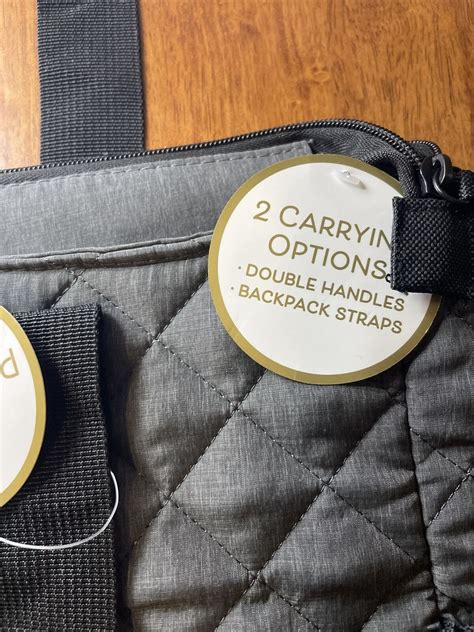 2 CARRYIN
OPTIONS
· DOUBLE HANDLES
· BACKPACK STRAPS